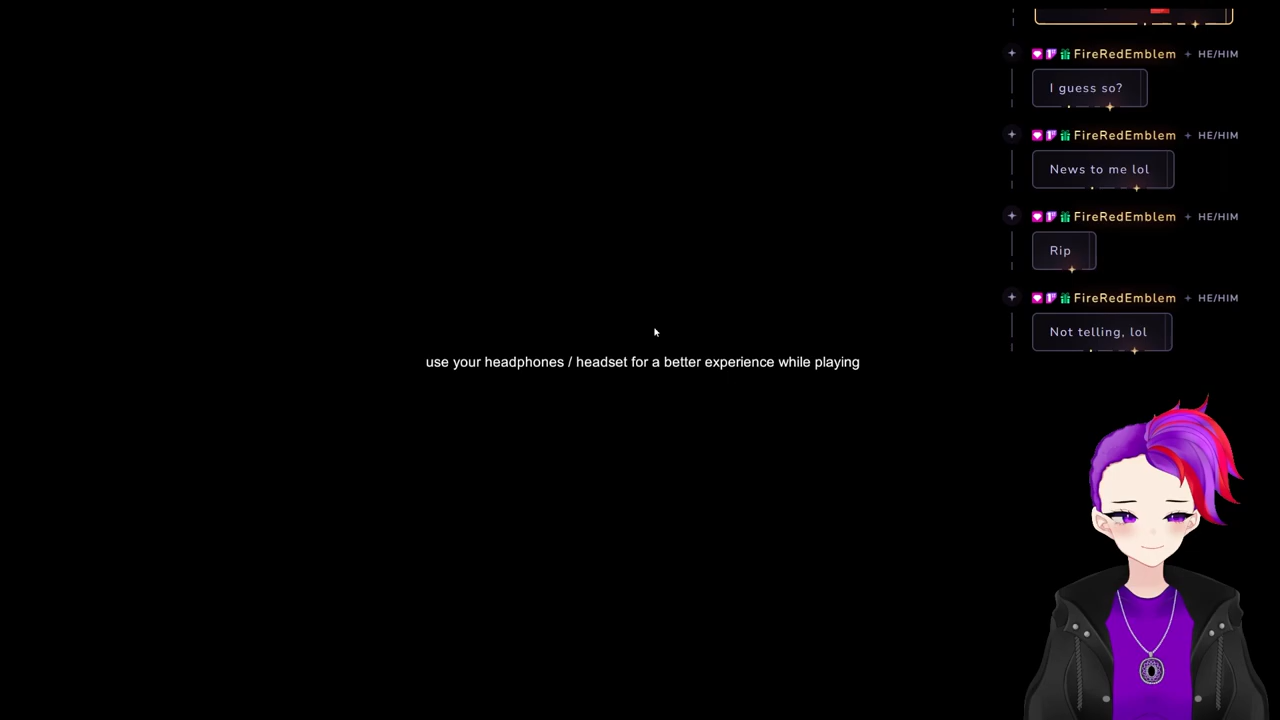 FireRedEmblem HE/HIM
I guess so?
FireRedEmblem HE/HIM
News to me lol
FireRedEmblem HE/HIM
Rip
FireRedEmblem HE/HIM
Not telling, lol
use your headphones / headset for a better experience while playing